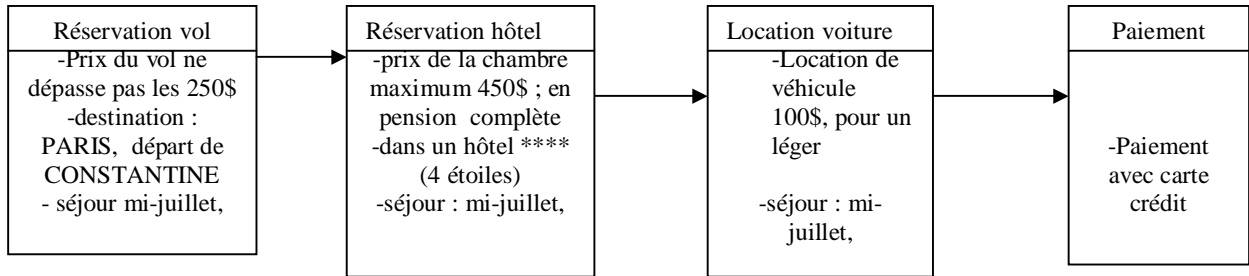 Réservation vol
-Prix du vol ne
dépasse pas les 250$
-destination :
PARIS, départ de
CONSTANTINE
- séjour mi-juillet,
Réservation hôtel
-prix de la chambre
maximum 450$ ; en
pension complète
-dans un hôtel ****
(4 étoiles)
-séjour : mi-juillet,
Location voiture
-Location de
véhicule
100$, pour un
léger
-séjour : mi-
juillet,
Paiement
-Paiement
avec carte
crédit